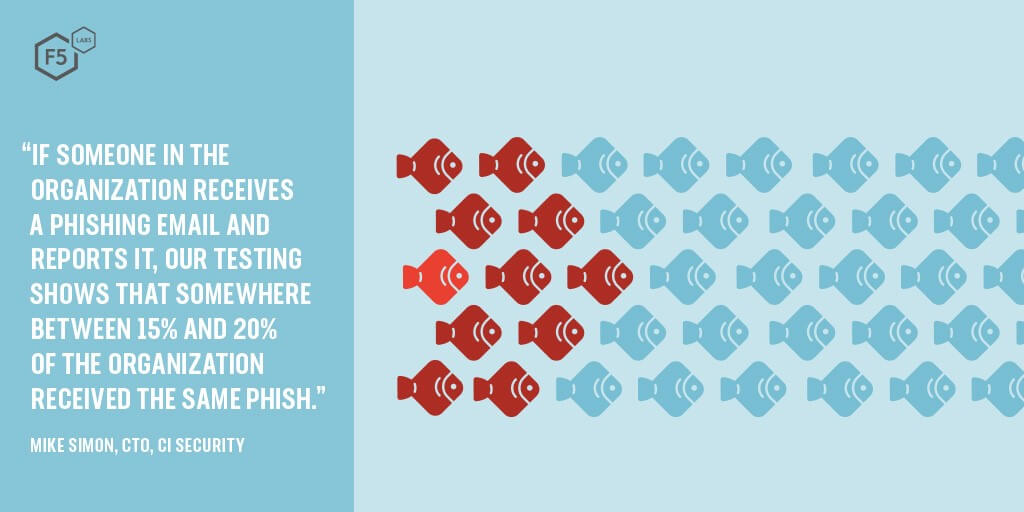 F5
LABS
“IF SOMEONE IN THE
ORGANIZATION RECEIVES
A PHISHING EMAIL AND
REPORTS IT, OUR TESTING
SHOWS THAT SOMEWHERE
BETWEEN 15% AND 20%
OF THE ORGANIZATION
RECEIVED THE SAME PHISH.”
MIKE SIMON, CTO, CI SECURITY